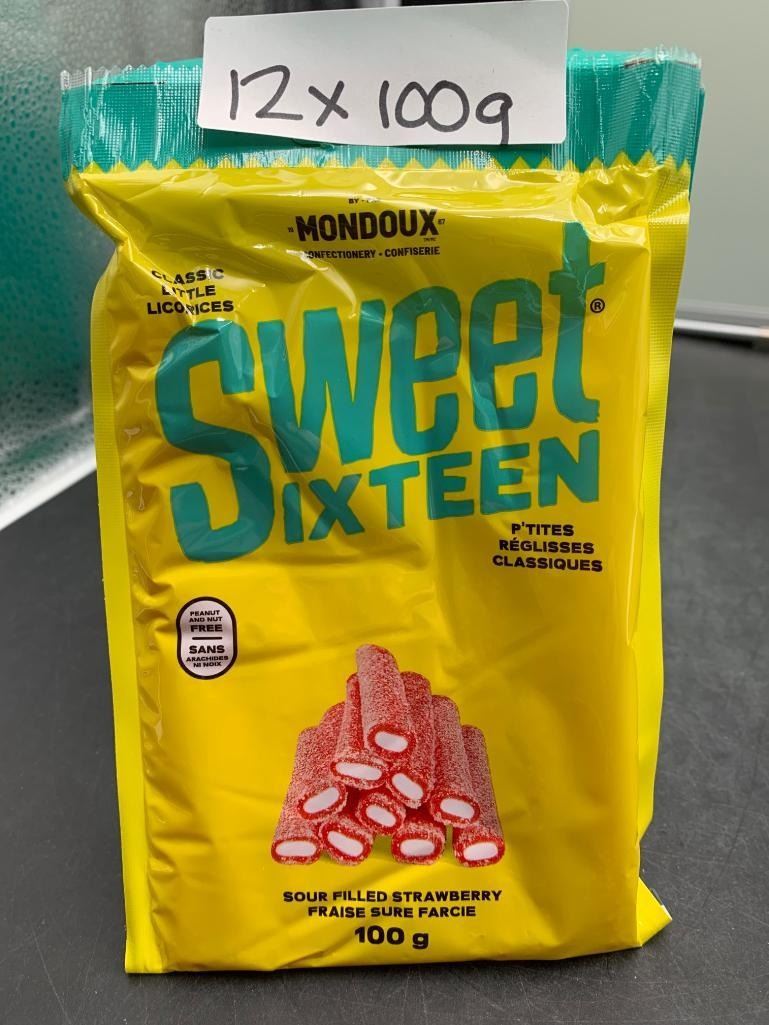 12 x 100g
MONDOUX
CONFECTIONERY • CONFISERIE
CLASSIC
LITTLE
LICORICES
Sweet®
SIXTEEN
P'TITES
RÉGLISSES
CLASSIQUES
PEANUT
AND NUT
FREE
SANS
ARACHIDES
NI NOIX
SOUR FILLED STRAWBERRY
FRAISE SURE FARCIE
100 g